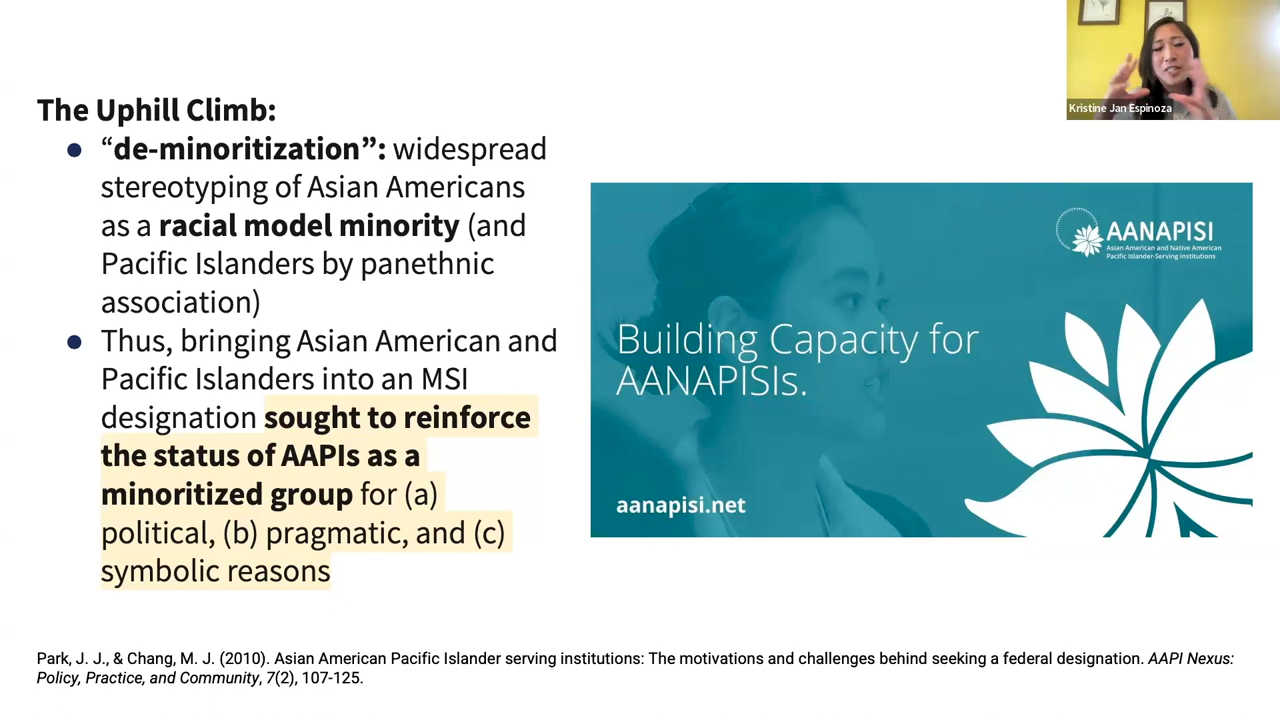 Kristine Jan Espinoza
The Uphill Climb:
● “de-minoritization”: widespread
stereotyping of Asian Americans
as a racial model minority (and
Pacific Islanders by panethnic
association)
● Thus, bringing Asian American and
Pacific Islanders into an MSI
designation sought to reinforce
the status of AAPIs as a
minoritized group for (a)
political, (b) pragmatic, and (c)
symbolic reasons
AANAPISI
Asian American and Native American
Pacific Islander-Serving Institutions
Building Capacity for
AANAPISIs.
aanapisi.net
Park, J. J., & Chang, M. J. (2010). Asian American Pacific Islander serving institutions: The motivations and challenges behind seeking a federal designation. AAPI Nexus:
Policy, Practice, and Community, 7(2), 107-125.